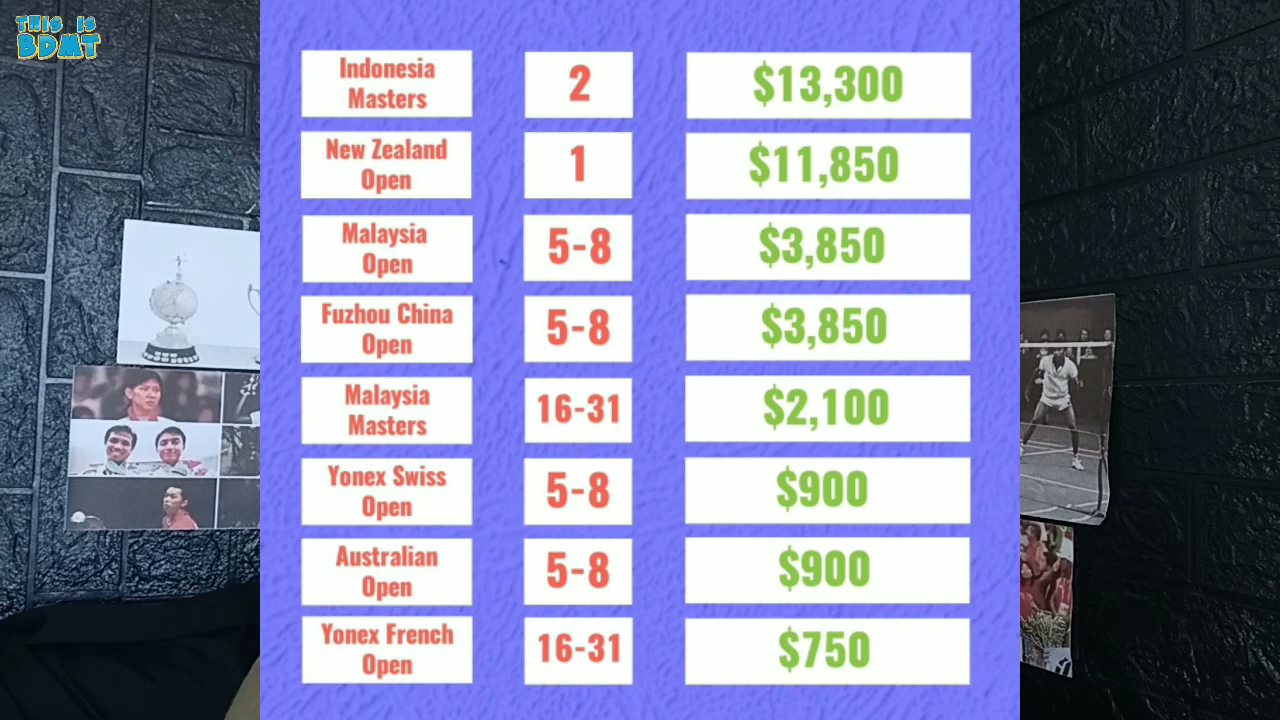 THIS IS
BDMT
Indonesia
Masters
2
$13,300
New Zealand
Open
1
$11,850
Malaysia
Open
5-8
$3,850
Fuzhou China
Open
5-8
$3,850
Malaysia
Masters
16-31
$2,100
Yonex Swiss
Open
5-8
$900
Australian
Open
5-8
$900
Yonex French
Open
16-31
$750